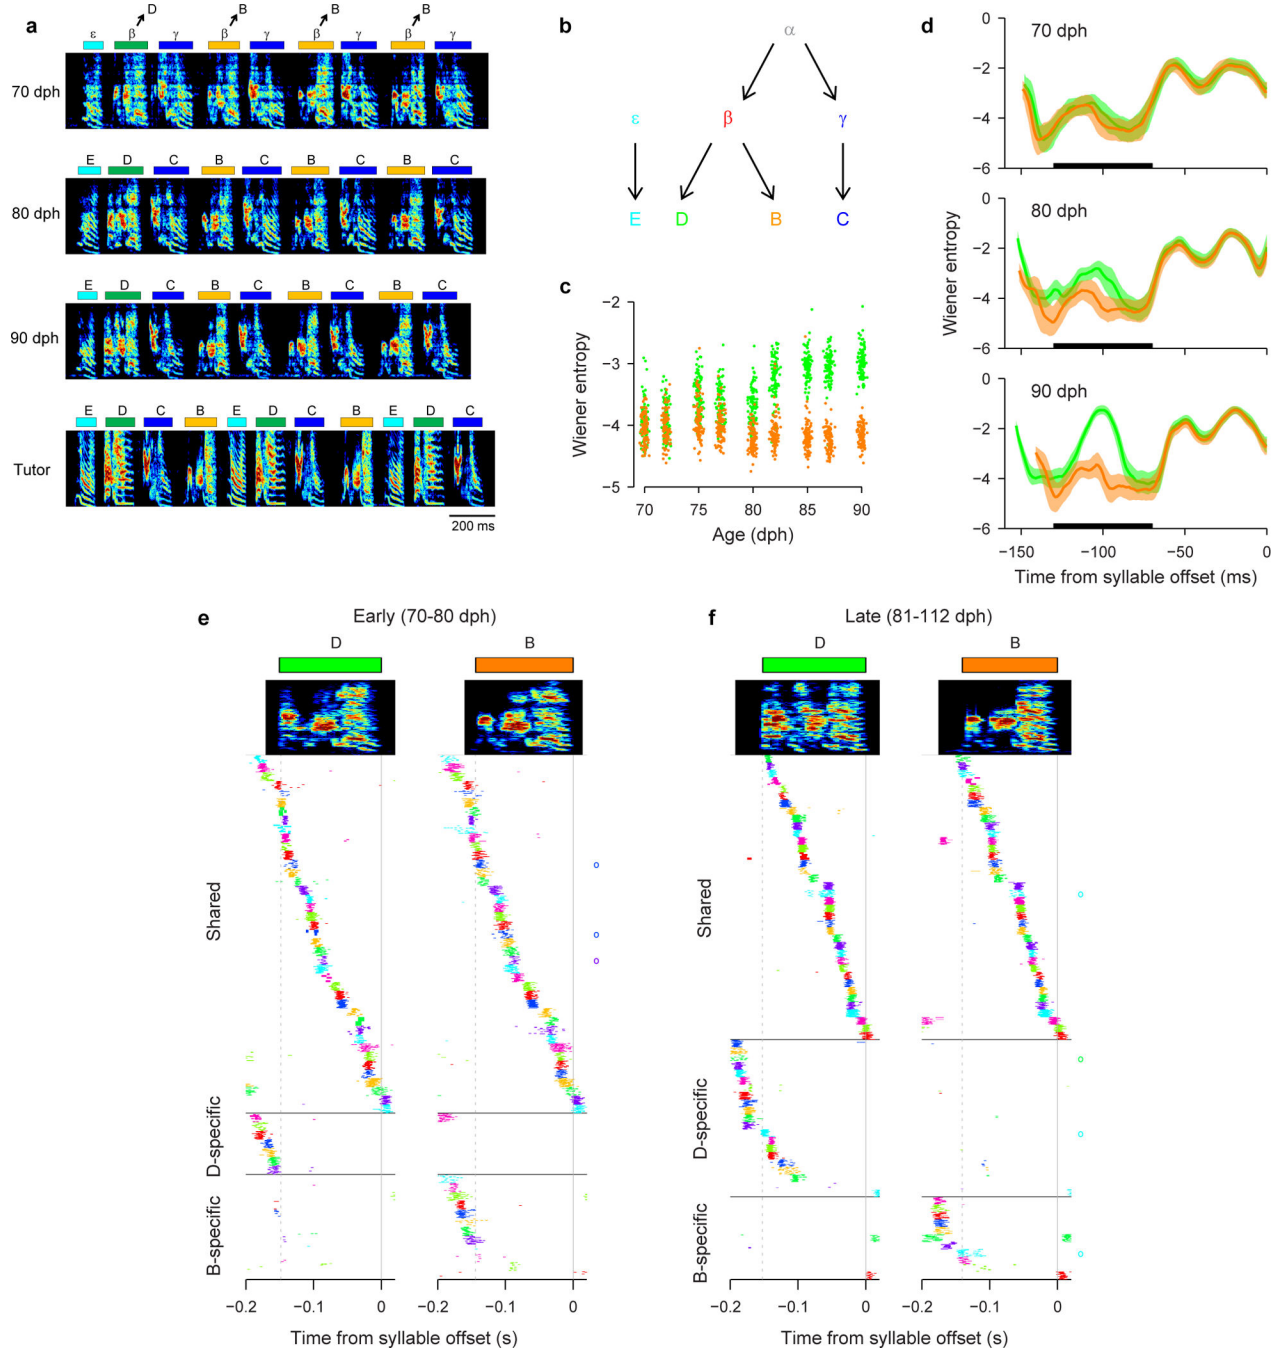 a
D B B
ε β γ β γ β γ β γ
70 dph
E D C B C B C B C
80 dph
E D C B C B C B C
90 dph
E D C B E D C B E D C
Tutor
200 ms
b
α
ε β γ
E D B C
c
Wiener entropy
−2
−3
−4
−5
70 75 80 85 90
Age (dph)
d
Wiener entropy
70 dph
0
−2
−4
−6
80 dph
0
−2
−4
−6
90 dph
0
−2
−4
−6
−150 −100 −50 0
Time from syllable offset (ms)
e
Early (70-80 dph)
D B
Shared
D-specific
B-specific
−0.2 −0.1 0 −0.2 −0.1 0
Time from syllable offset (s)
f
Late (81-112 dph)
D B
Shared
D-specific
B-specific
−0.2 −0.1 0 −0.2 −0.1 0
Time from syllable offset (s)